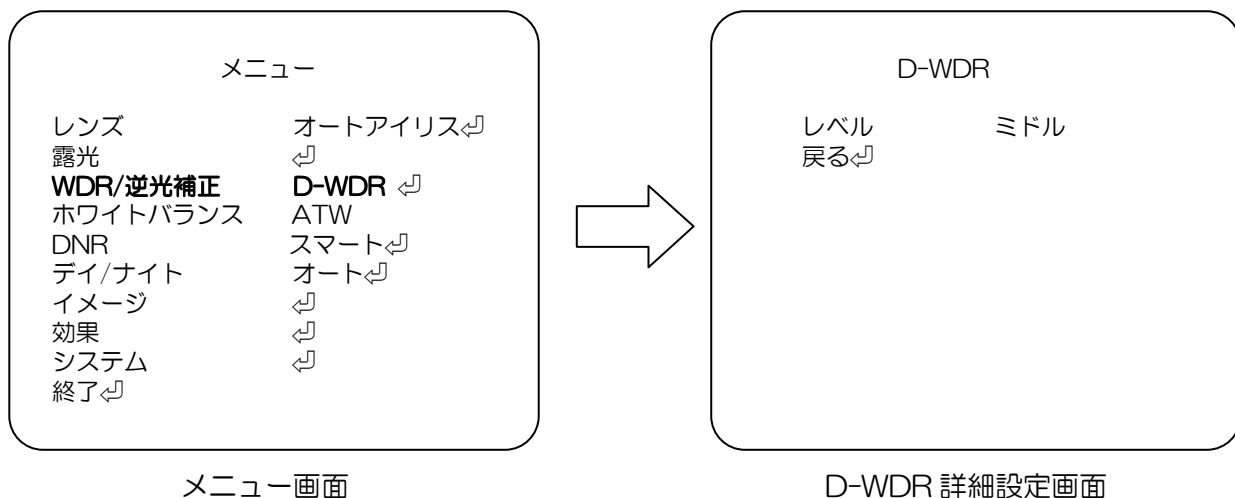 メニュー
レンズ オートアイリス⏎
露光 ⏎
WDR/逆光補正 D-WDR ⏎
ホワイトバランス ATW
DNR スマート⏎
デイ/ナイト オート⏎
イメージ ⏎
効果 ⏎
システム ⏎
終了⏎
メニュー画面
D-WDR
レベル ミドル
戻る⏎
D-WDR 詳細設定画面